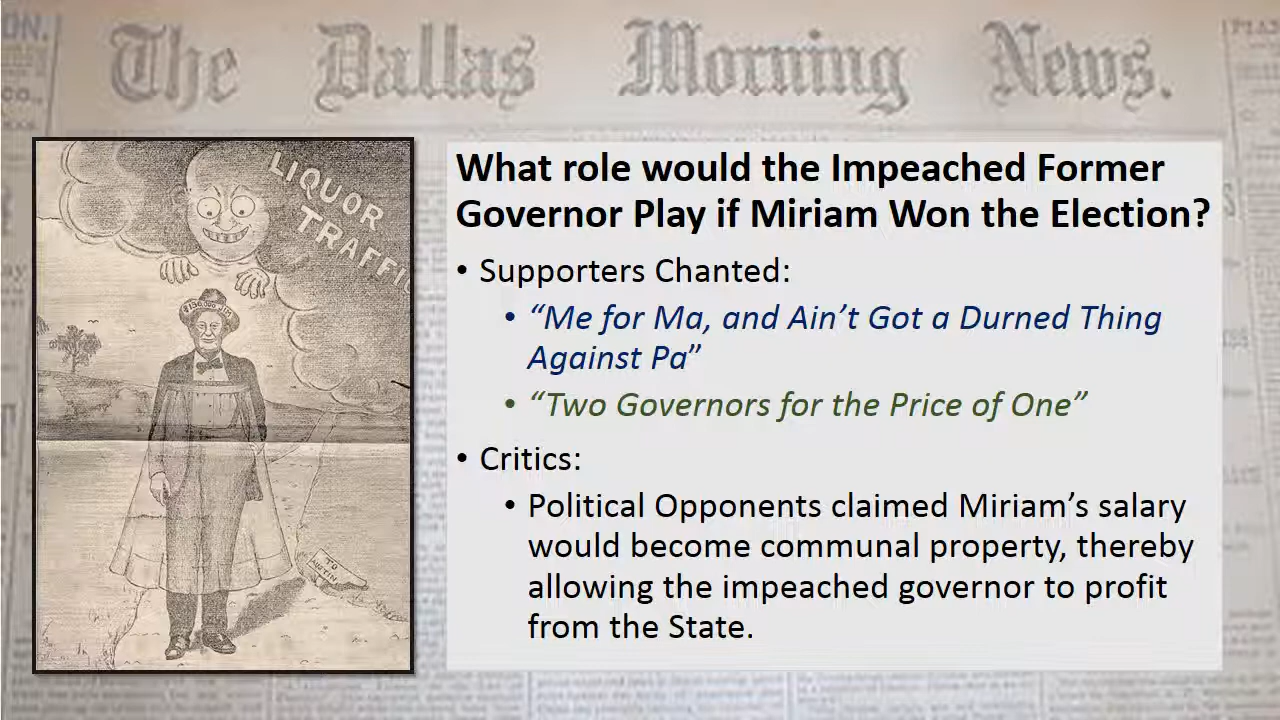 The Dallas Morning News.
LIQUOR
TRAFFI
TO
AUSTIN
What role would the Impeached Former
Governor Play if Miriam Won the Election?
• Supporters Chanted:
• “Me for Ma, and Ain’t Got a Durned Thing
Against Pa”
• “Two Governors for the Price of One”
• Critics:
• Political Opponents claimed Miriam’s salary
would become communal property, thereby
allowing the impeached governor to profit
from the State.